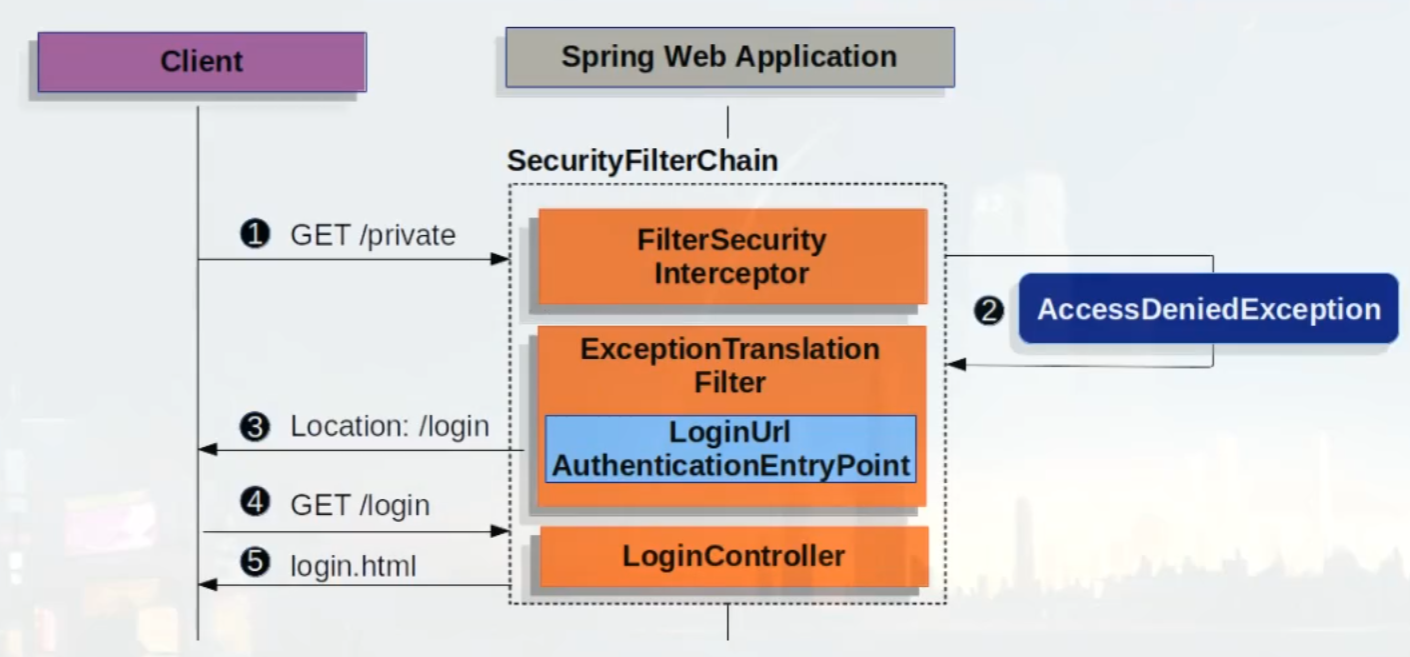 Client
Spring Web Application
SecurityFilterChain
❶ GET /private
FilterSecurity
Interceptor
❷ AccessDeniedException
ExceptionTranslation
Filter
❸ Location: /login
LoginUrl
AuthenticationEntryPoint
❹ GET /login
❺ login.html
LoginController